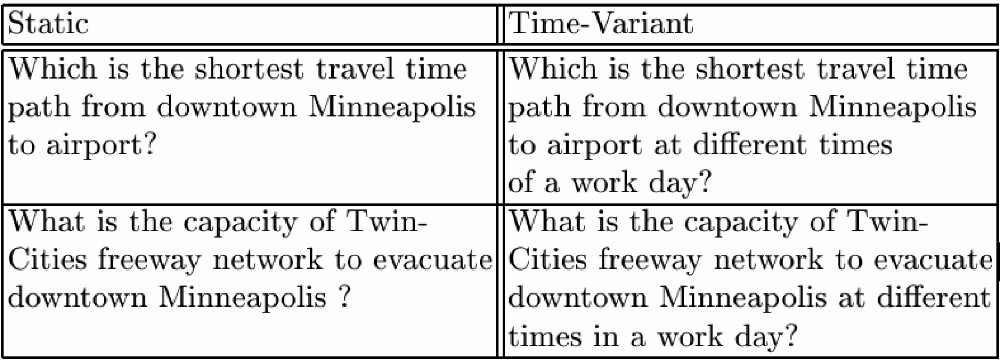 Static
Time-Variant
Which is the shortest travel time
path from downtown Minneapolis
to airport?
Which is the shortest travel time
path from downtown Minneapolis
to airport at different times
of a work day?
What is the capacity of Twin-
Cities freeway network to evacuate
downtown Minneapolis ?
What is the capacity of Twin-
Cities freeway network to evacuate
downtown Minneapolis at different
times in a work day?